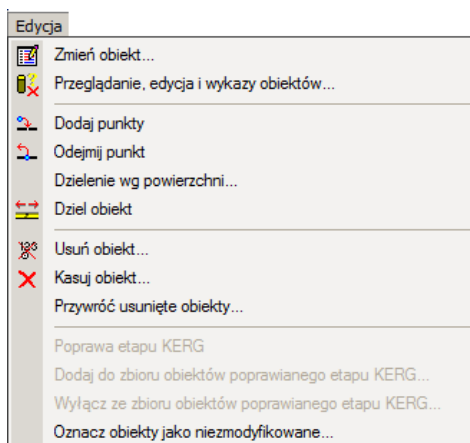 Edycja
Zmień obiekt...
Przeglądanie, edycja i wykazy obiektów...
Dodaj punkty
Odejmij punkt
Dzielenie wg powierzchni...
Dziel obiekt
Usuń obiekt...
Kasuj obiekt...
Przywróć usunięte obiekty...
Poprawa etapu KERG
Dodaj do zbioru obiektów poprawianego etapu KERG...
Wyłącz ze zbioru obiektów poprawianego etapu KERG...
Oznacz obiekty jako niezmodyfikowane...